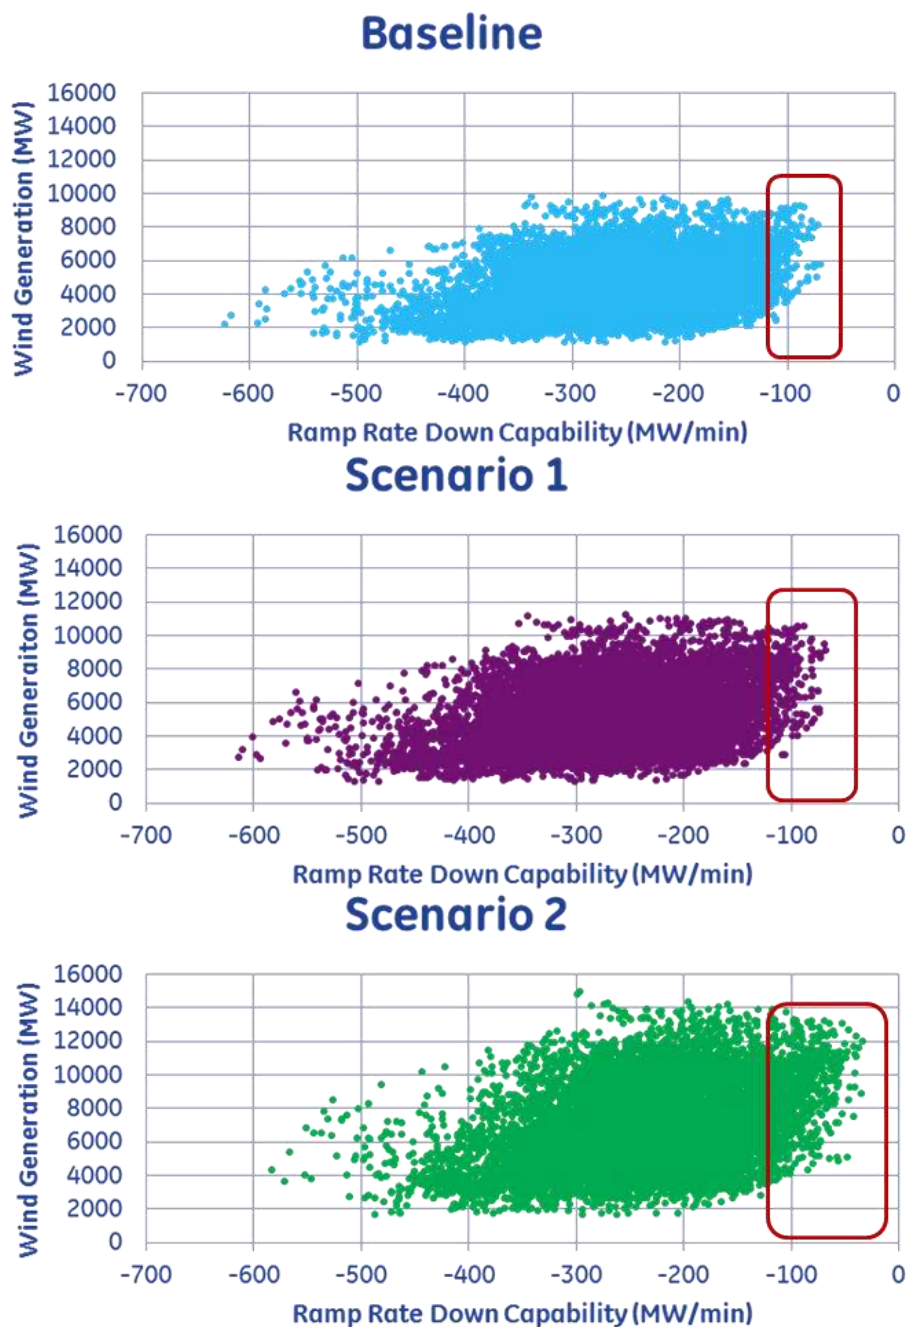 Baseline
Wind Generation (MW)
16000
14000
12000
10000
8000
6000
4000
2000
0
-700 -600 -500 -400 -300 -200 -100 0
Ramp Rate Down Capability (MW/min)
Scenario 1
Wind Generaiton (MW)
16000
14000
12000
10000
8000
6000
4000
2000
0
-700 -600 -500 -400 -300 -200 -100 0
Ramp Rate Down Capability (MW/min)
Scenario 2
Wind Generation (MW)
16000
14000
12000
10000
8000
6000
4000
2000
0
-700 -600 -500 -400 -300 -200 -100 0
Ramp Rate Down Capability (MW/min)